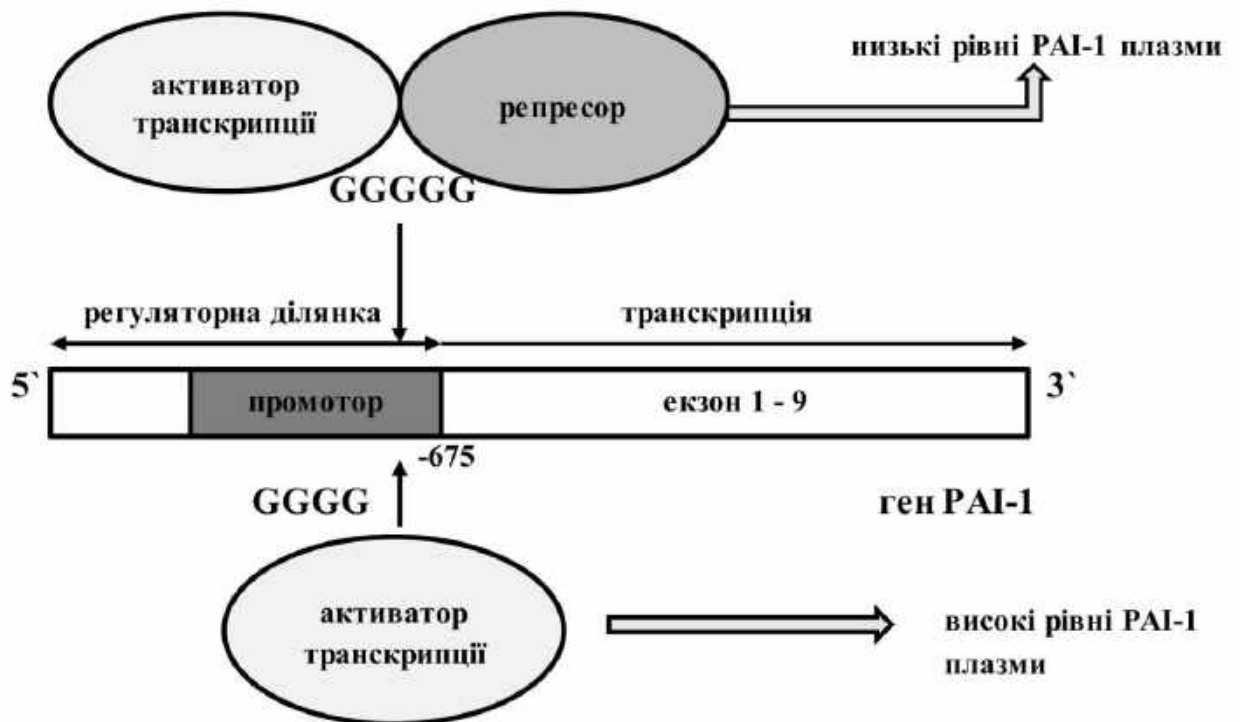 активатор
транскрипції
репресор
низькі рівні PAI-1 плазми
GGGGG
регуляторна ділянка
транскрипція
5`
промотор
екзон 1 - 9
3`
-675
GGGG
ген PAI-1
активатор
транскрипції
високі рівні PAI-1
плазми